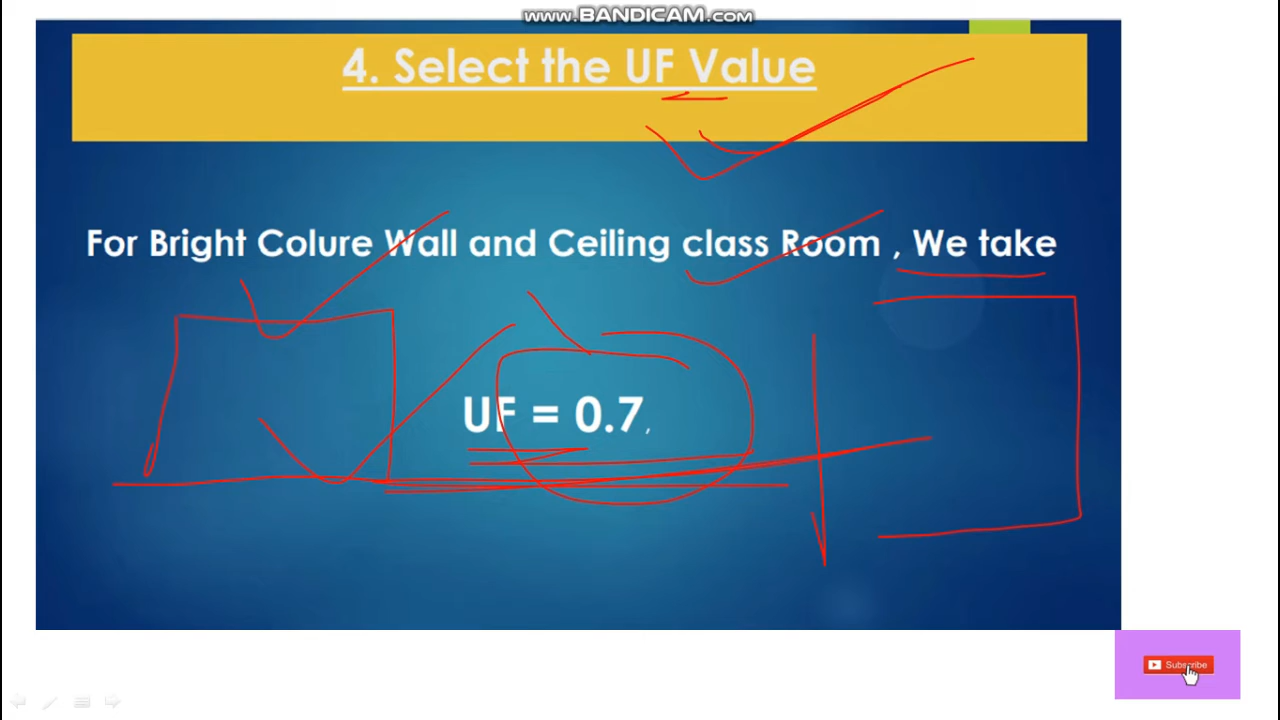 www.BANDICAM.com
4. Select the UF Value
For Bright Colure Wall and Ceiling class Room , We take
UF = 0.7,
Subscribe